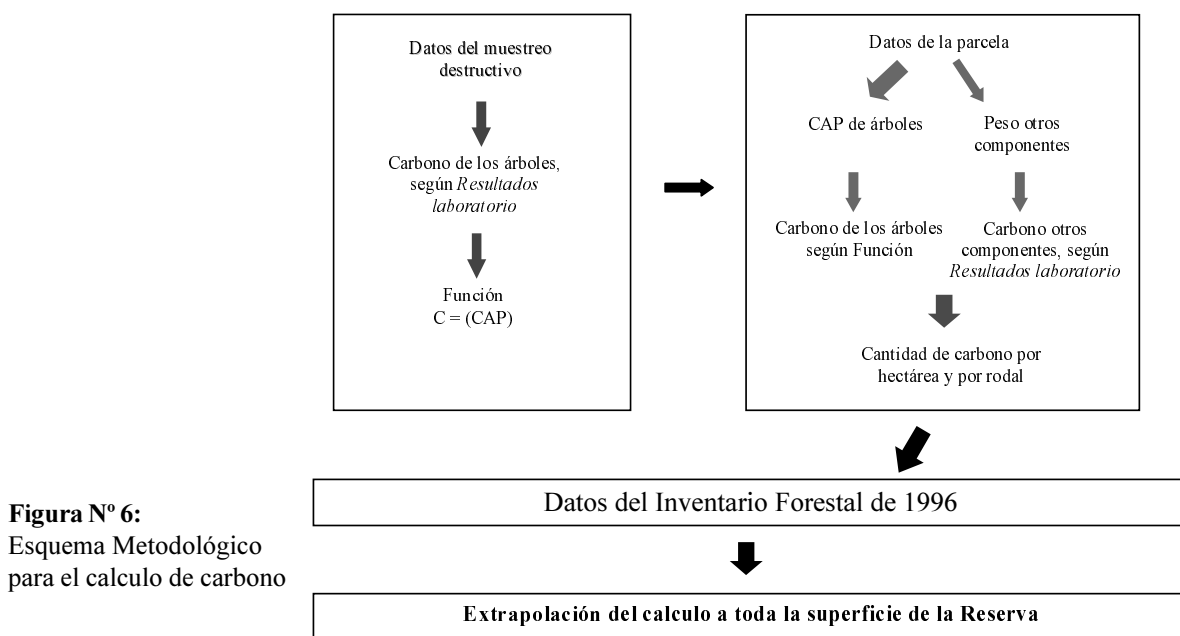 Datos del muestreo
destructivo
Carbono de los árboles,
según Resultados
laboratorio
Función
C = (CAP)
Datos de la parcela
CAP de árboles
Peso otros
componentes
Carbono de los árboles
según Función
Carbono otros
componentes, según
Resultados laboratorio
Cantidad de carbono por
hectárea y por rodal
Datos del Inventario Forestal de 1996
Extrapolación del calculo a toda la superficie de la Reserva
Figura Nº 6:
Esquema Metodológico
para el calculo de carbono